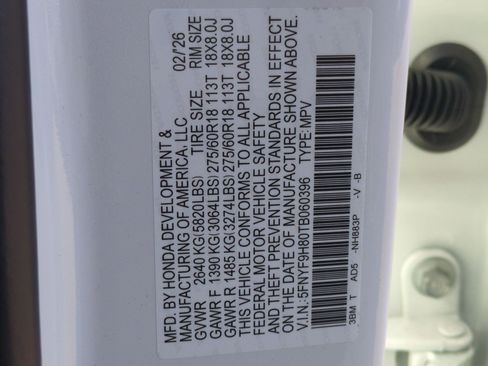 MFD. BY HONDA DEVELOPMENT & 02/'26
MANUFACTURING OF AMERICA, LLC
GVWR 2640 KG(5820LBS) TIRE SIZE RIM SIZE
GAWR F 1390 KG(3064LBS) 275/60R18 113T 18X8.0J
GAWR R 1485 KG(3274LBS) 275/60R18 113T 18X8.0J
THIS VEHICLE CONFORMS TO ALL APPLICABLE
FEDERAL MOTOR VEHICLE SAFETY
AND THEFT PREVENTION STANDARDS IN EFFECT
ON THE DATE OF MANUFACTURE SHOWN ABOVE.
V.I.N.:5FNYF9H80TB060396 TYPE:MPV
3BM T AD5 -NH883P -V -B